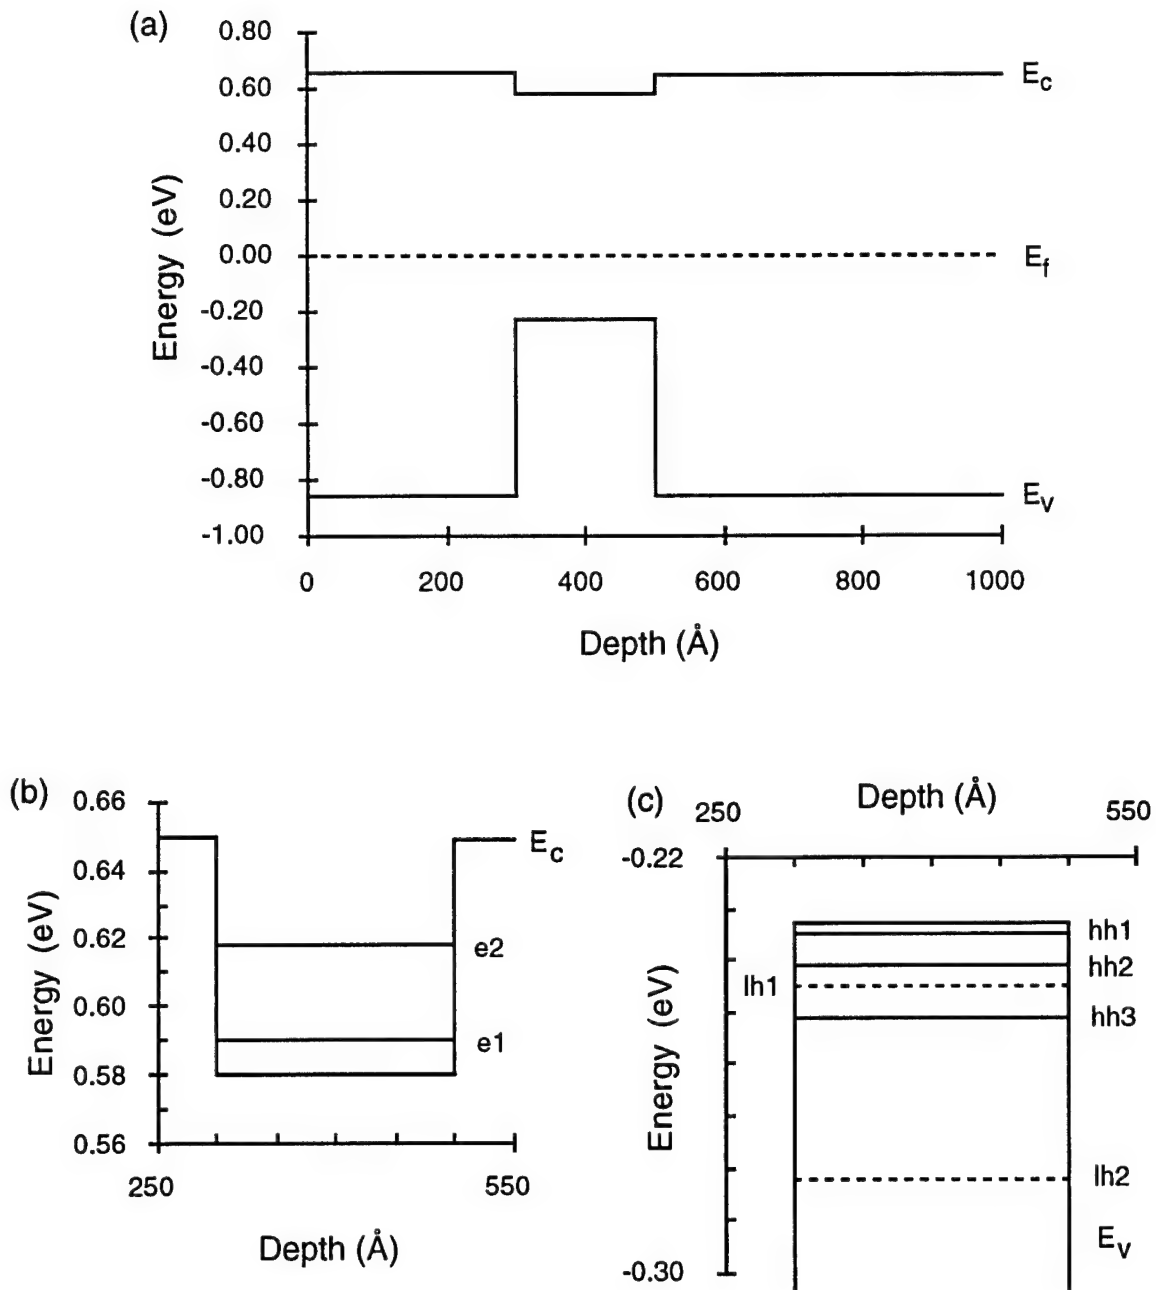 (a)
0.80
0.60
0.40
0.20
0.00
-0.20
-0.40
-0.60
-0.80
-1.00
Energy (eV)
E_c
E_f
E_v
0 200 400 600 800 1000
Depth (Å)
(b)
0.66
0.64
0.62
0.60
0.58
0.56
Energy (eV)
E_c
e2
e1
250 550
Depth (Å)
(c)
Depth (Å)
250 550
-0.22
-0.30
Energy (eV)
hh1
hh2
lh1
hh3
lh2
E_v